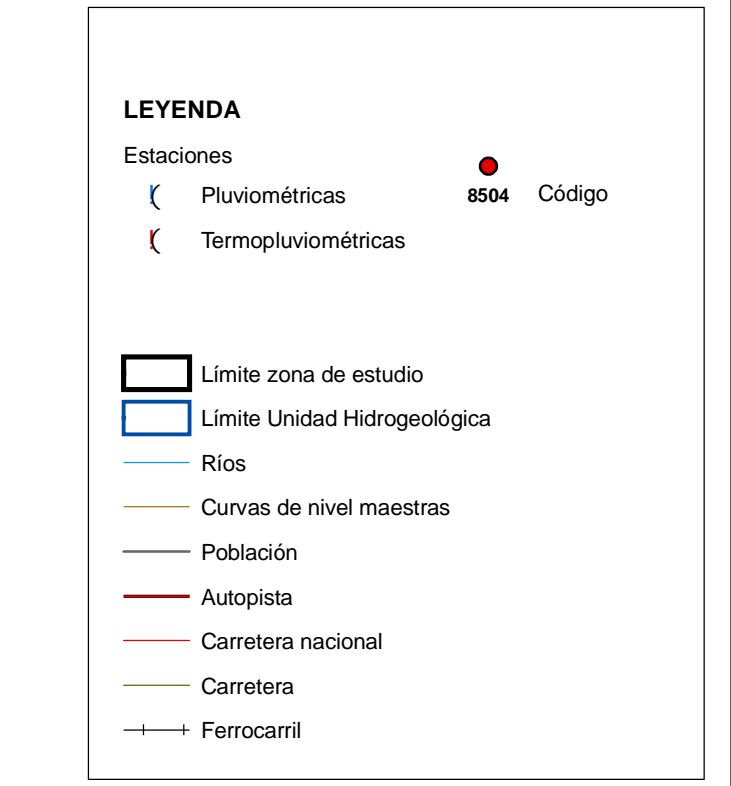 LEYENDA
Estaciones
Pluviométricas
8504 Código
Termopluviométricas
Límite zona de estudio
Límite Unidad Hidrogeológica
Ríos
Curvas de nivel maestras
Población
Autopista
Carretera nacional
Carretera
Ferrocarril